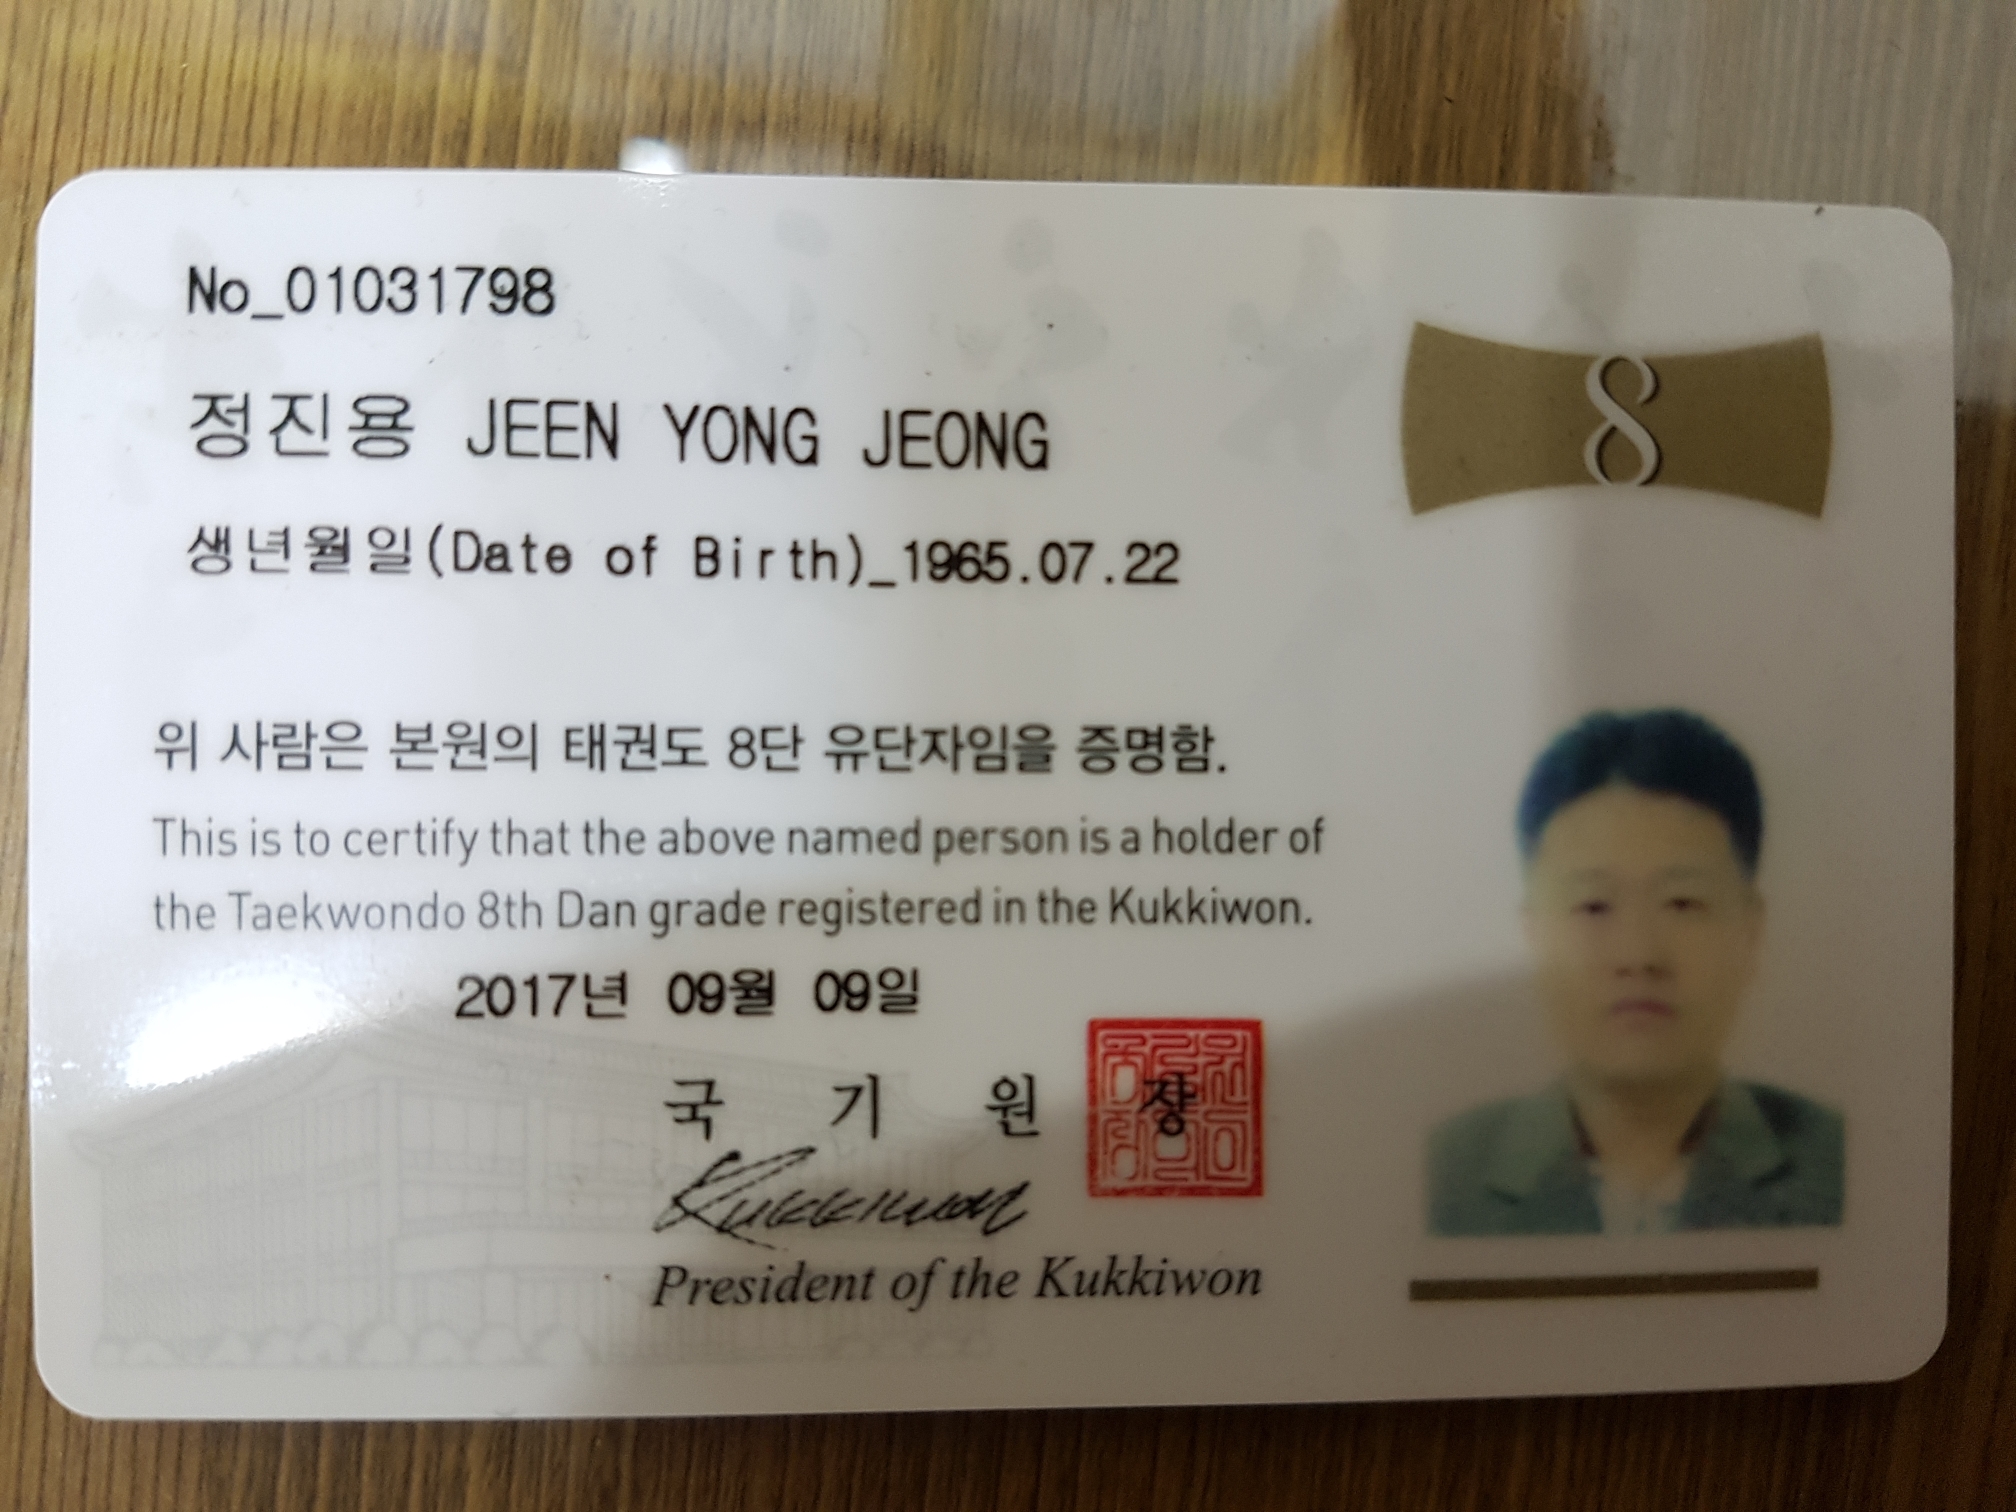 No_01031798
8
정진용 JEEN YONG JEONG
생년월일(Date of Birth)_1965.07.22
위 사람은 본원의 태권도 8단 유단자임을 증명함.
This is to certify that the above named person is a holder of
the Taekwondo 8th Dan grade registered in the Kukkiwon.
2017년 09월 09일
국 기 원 장
Kukkiwon
President of the Kukkiwon